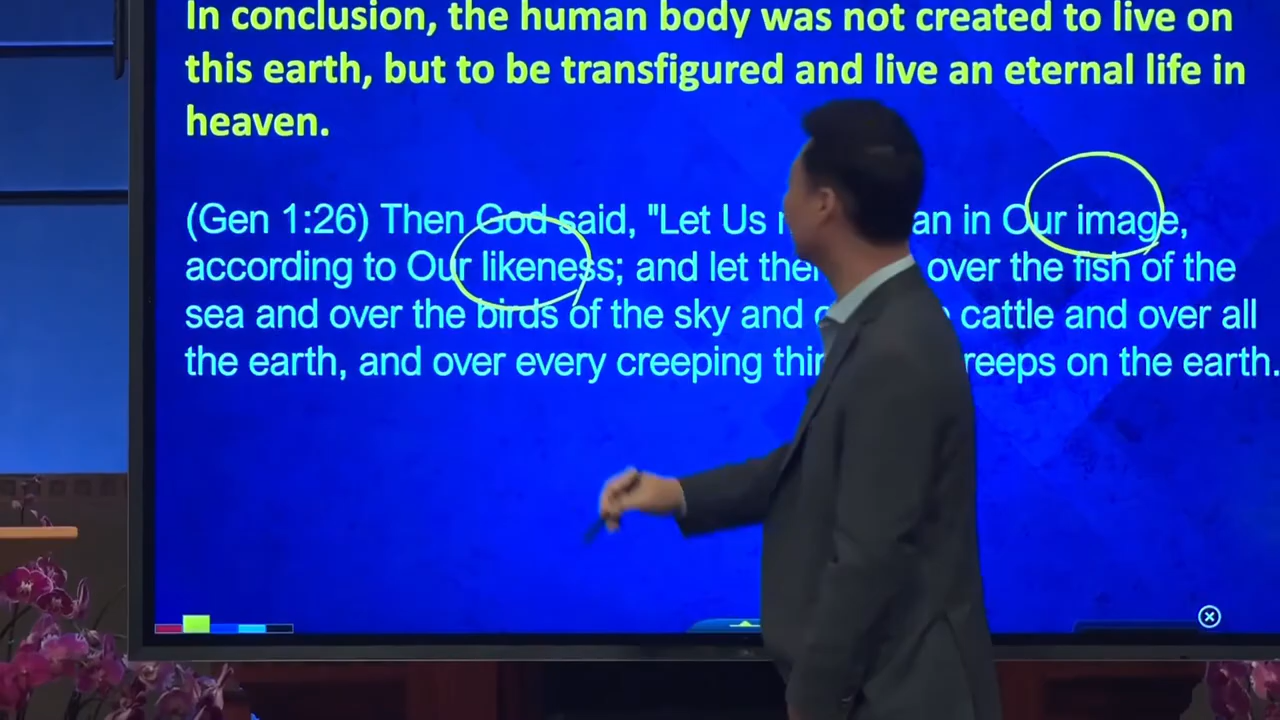 In conclusion, the human body was not created to live on
this earth, but to be transfigured and live an eternal life in
heaven.
(Gen 1:26) Then God said, "Let Us an in Our image,
according to Our likeness; and let over the fish of the
sea and over the birds of the sky and cattle and over all
the earth, and over every creeping on the earth.